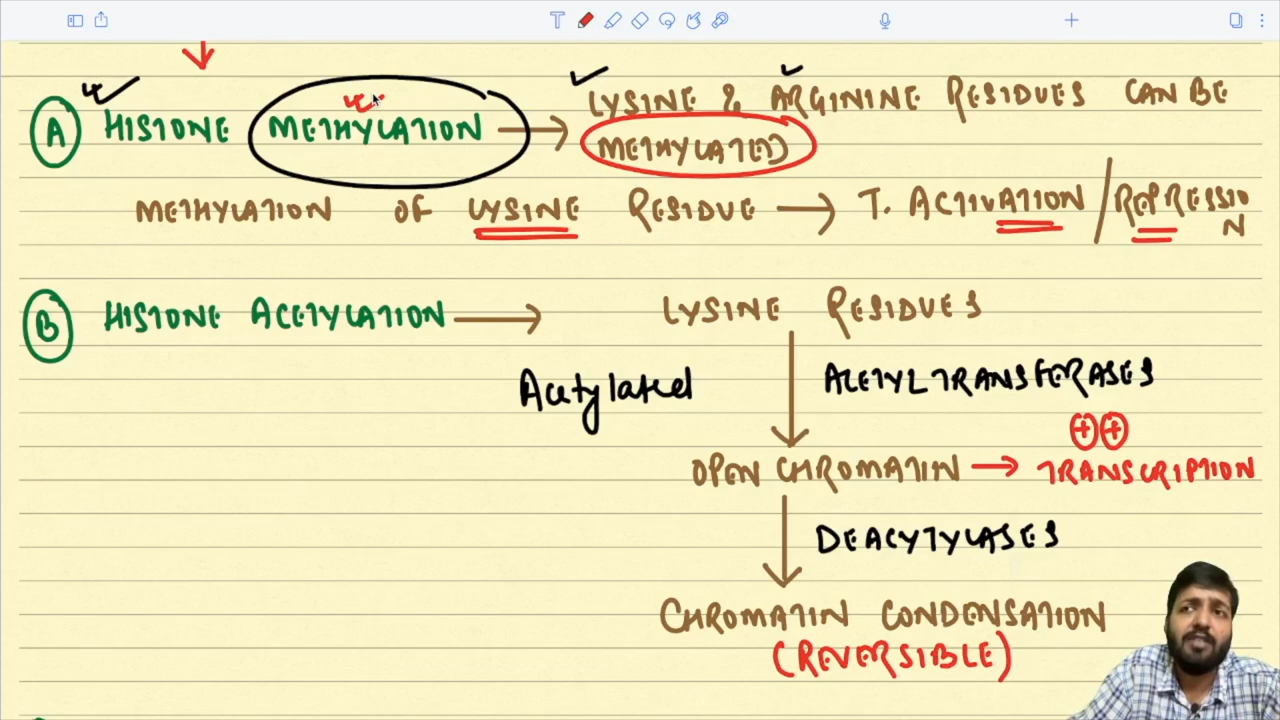 A HISTONE METHYLATION → LYSINE & ARGININE RESIDUES CAN BE
METHYLATED
METHYLATION OF LYSINE RESIDUE → T. ACTIVATION / REPRESSIO
N
B HISTONE ACETYLATION → LYSINE RESIDUES
Acetylated ACETYLTRANSFERASES
++
OPEN CHROMATIN → TRANSCRIPTION
DEACYTYLASES
CHROMATIN CONDENSATION
(REVERSIBLE)